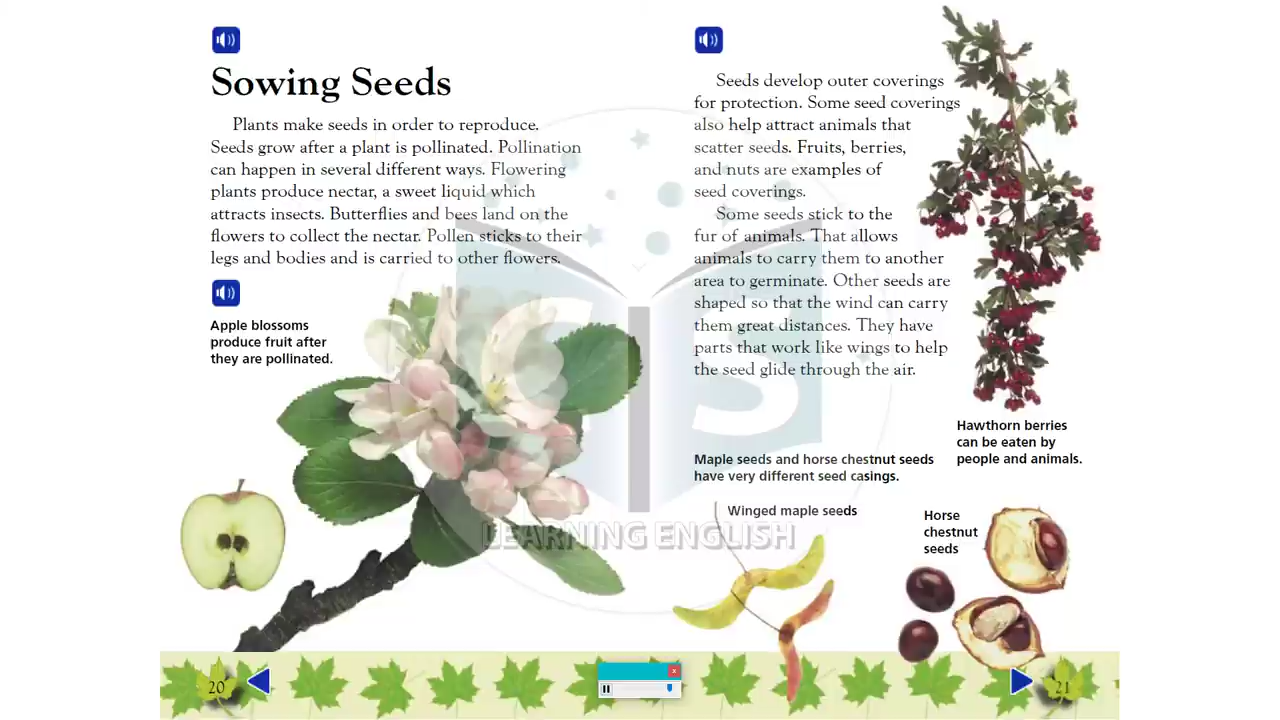 Sowing Seeds
Plants make seeds in order to reproduce.
Seeds grow after a plant is pollinated. Pollination
can happen in several different ways. Flowering
plants produce nectar, a sweet liquid which
attracts insects. Butterflies and bees land on the
flowers to collect the nectar. Pollen sticks to their
legs and bodies and is carried to other flowers.
Apple blossoms
produce fruit after
they are pollinated.
20
Seeds develop outer coverings
for protection. Some seed coverings
also help attract animals that
scatter seeds. Fruits, berries,
and nuts are examples of
seed coverings.
Some seeds stick to the
fur of animals. That allows
animals to carry them to another
area to germinate. Other seeds are
shaped so that the wind can carry
them great distances. They have
parts that work like wings to help
the seed glide through the air.
Hawthorn berries
can be eaten by
people and animals.
Maple seeds and horse chestnut seeds
have very different seed casings.
Winged maple seeds
Horse
chestnut
seeds
21
CIS
LEARNING ENGLISH